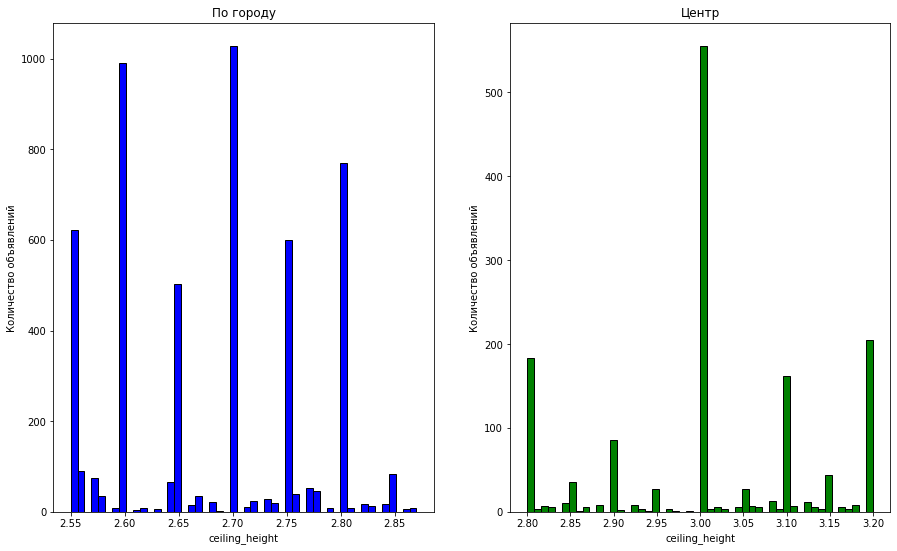 По городу
Количество объявлений
1000
800
600
400
200
0
2.55 2.60 2.65 2.70 2.75 2.80 2.85
ceiling_height
Центр
Количество объявлений
500
400
300
200
100
0
2.80 2.85 2.90 2.95 3.00 3.05 3.10 3.15 3.20
ceiling_height